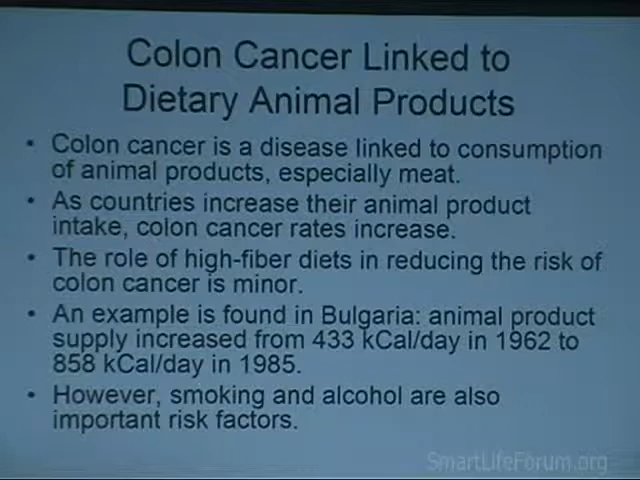 Colon Cancer Linked to
Dietary Animal Products
• Colon cancer is a disease linked to consumption
of animal products, especially meat.
• As countries increase their animal product
intake, colon cancer rates increase.
• The role of high-fiber diets in reducing the risk of
colon cancer is minor.
• An example is found in Bulgaria: animal product
supply increased from 433 kCal/day in 1962 to
858 kCal/day in 1985.
• However, smoking and alcohol are also
important risk factors.
SmartLifeForum.org